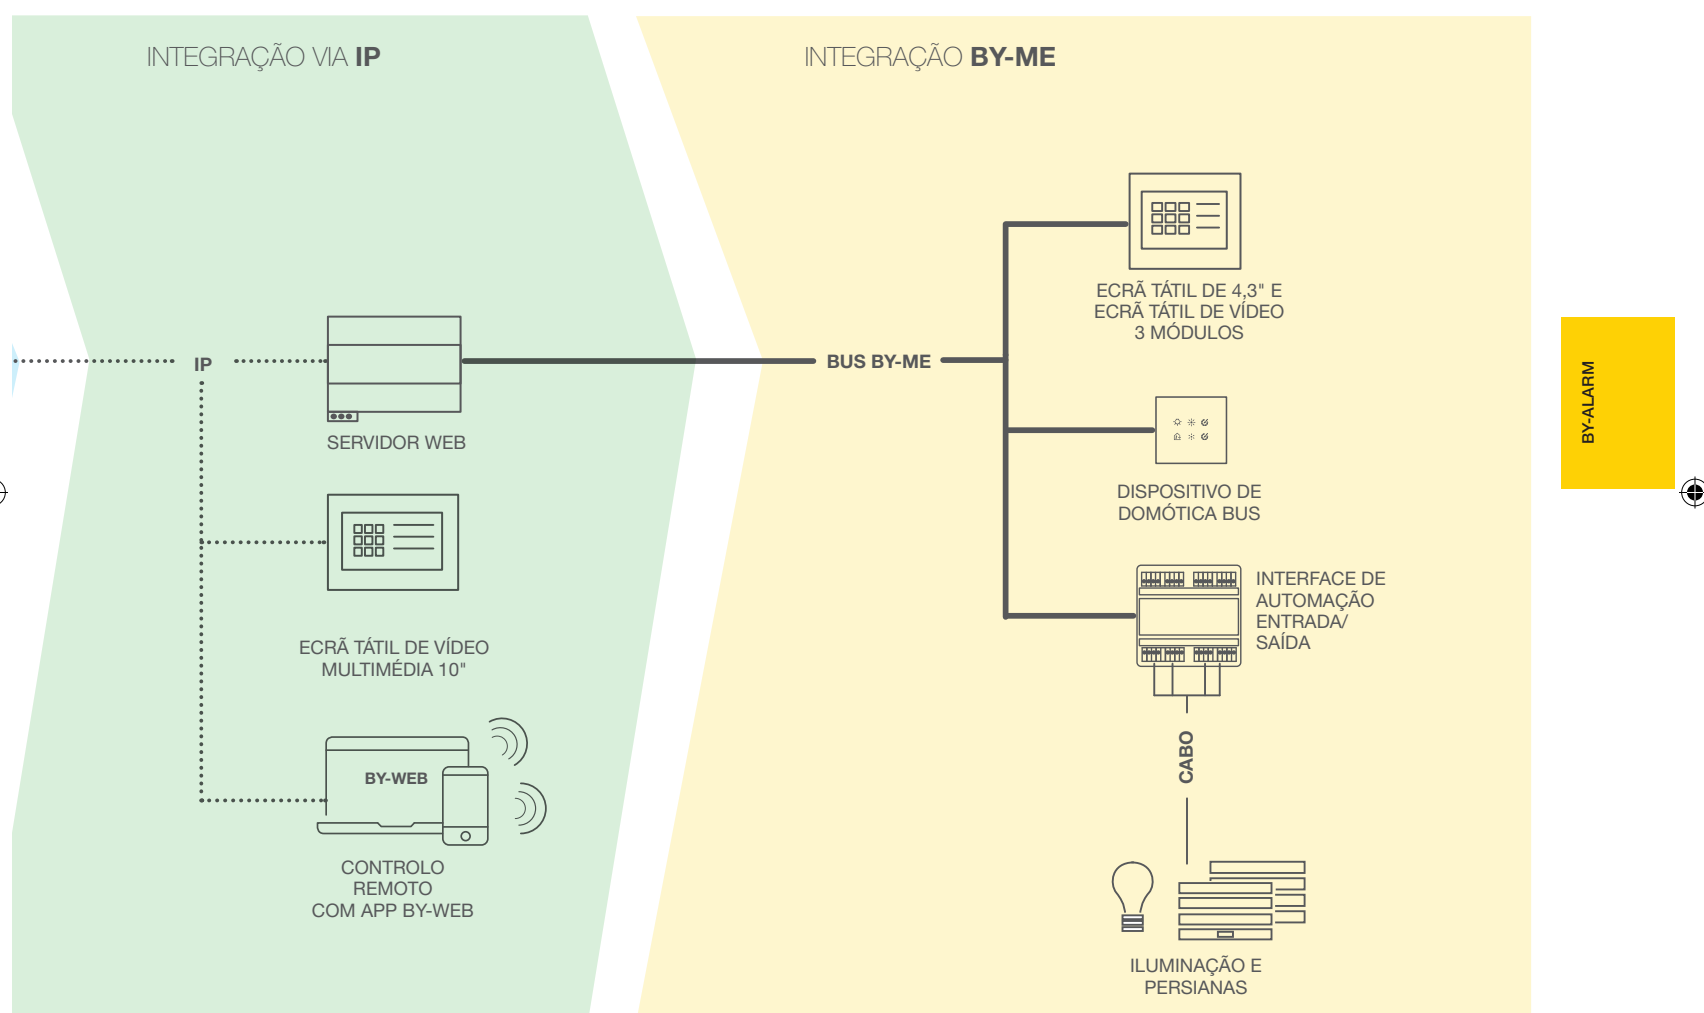 INTEGRAÇÃO VIA IP
IP
SERVIDOR WEB
ECRÃ TÁTIL DE VÍDEO
MULTIMÉDIA 10"
BY-WEB
CONTROLO
REMOTO
COM APP BY-WEB
INTEGRAÇÃO BY-ME
BUS BY-ME
ECRÃ TÁTIL DE 4,3" E
ECRÃ TÁTIL DE VÍDEO
3 MÓDULOS
DISPOSITIVO DE
DOMÓTICA BUS
INTERFACE DE
AUTOMAÇÃO
ENTRADA/
SAÍDA
CABO
ILUMINAÇÃO E
PERSIANAS
BY-ALARM